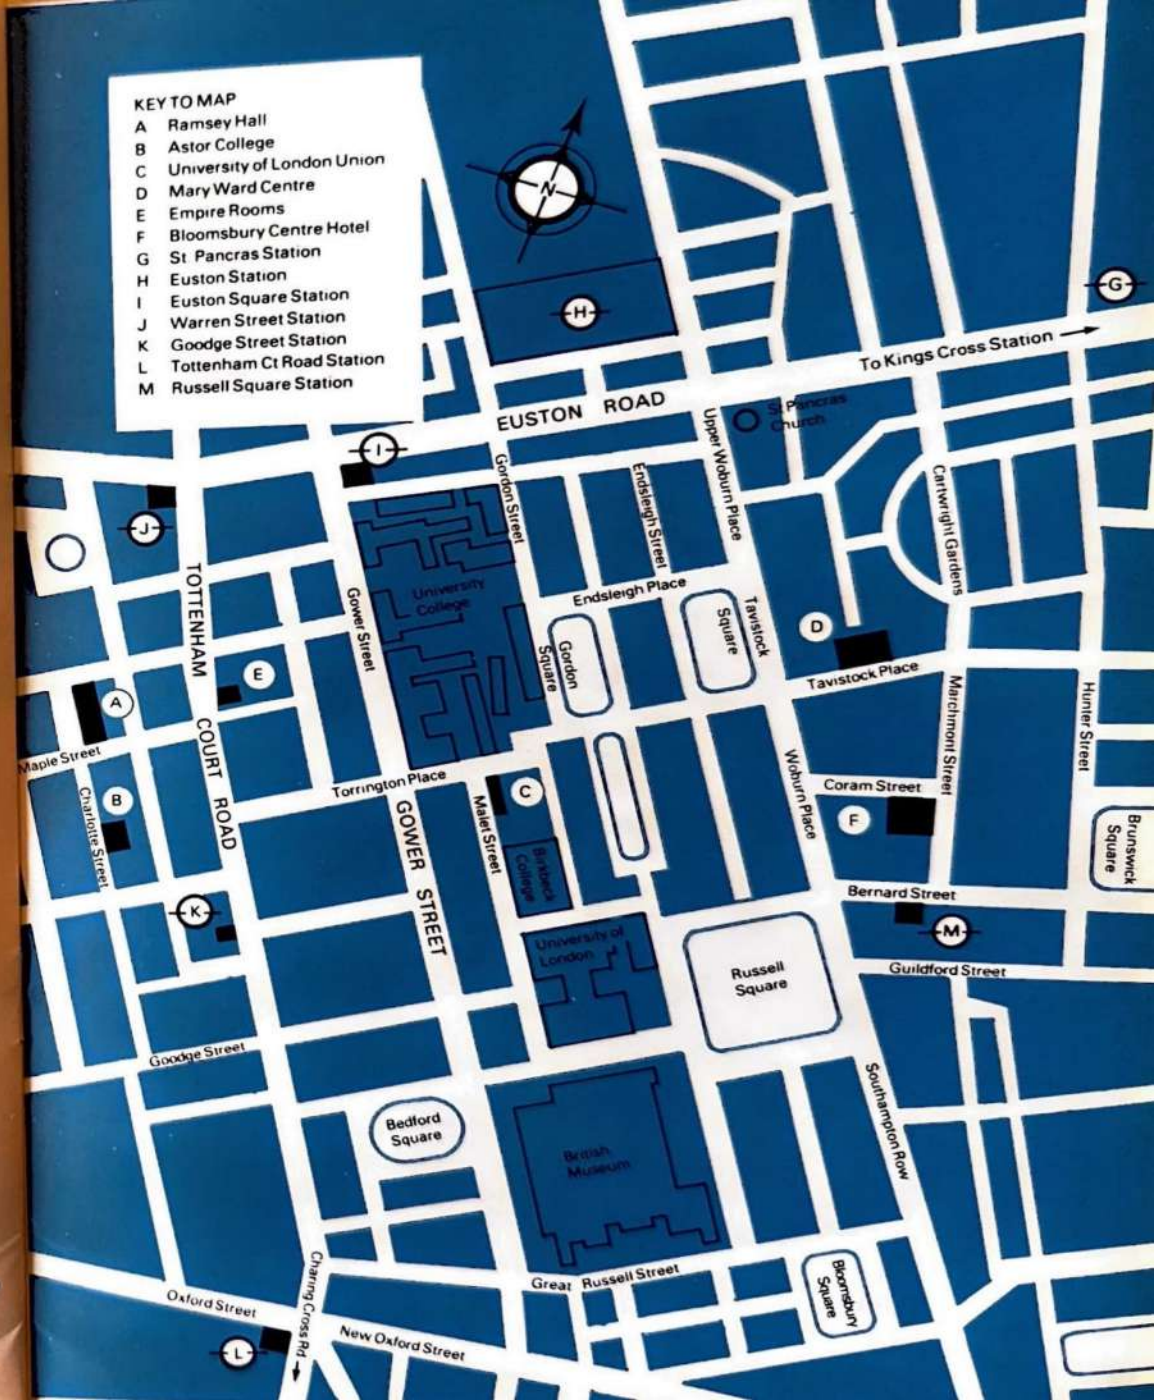 KEY TO MAP
A Ramsey Hall
B Astor College
C University of London Union
D Mary Ward Centre
E Empire Rooms
F Bloomsbury Centre Hotel
G St Pancras Station
H Euston Station
I Euston Square Station
J Warren Street Station
K Goodge Street Station
L Tottenham Ct Road Station
M Russell Square Station
N
G
H
To Kings Cross Station
EUSTON ROAD
St Pancras
Church
I
J
Upper Woburn Place
Gordon Street
Endsleigh Street
Cartwright Gardens
TOTTENHAM COURT ROAD
Gower Street
University
College
Endsleigh Place
Gordon
Square
Tavistock
Square
D
Tavistock Place
E
A
Maple Street
Marchmont Street
Hunter Street
B
Charlotte Street
Torrington Place
C
Malet Street
Woburn Place
Coram Street
F
Brunswick
Square
GOWER STREET
Birkbeck
College
Bernard Street
K
M
University of
London
Russell
Square
Guildford Street
Goodge Street
Bedford
Square
British
Museum
Southampton Row
Great Russell Street
Bloomsbury
Square
Oxford Street
Charing Cross Rd
New Oxford Street
L